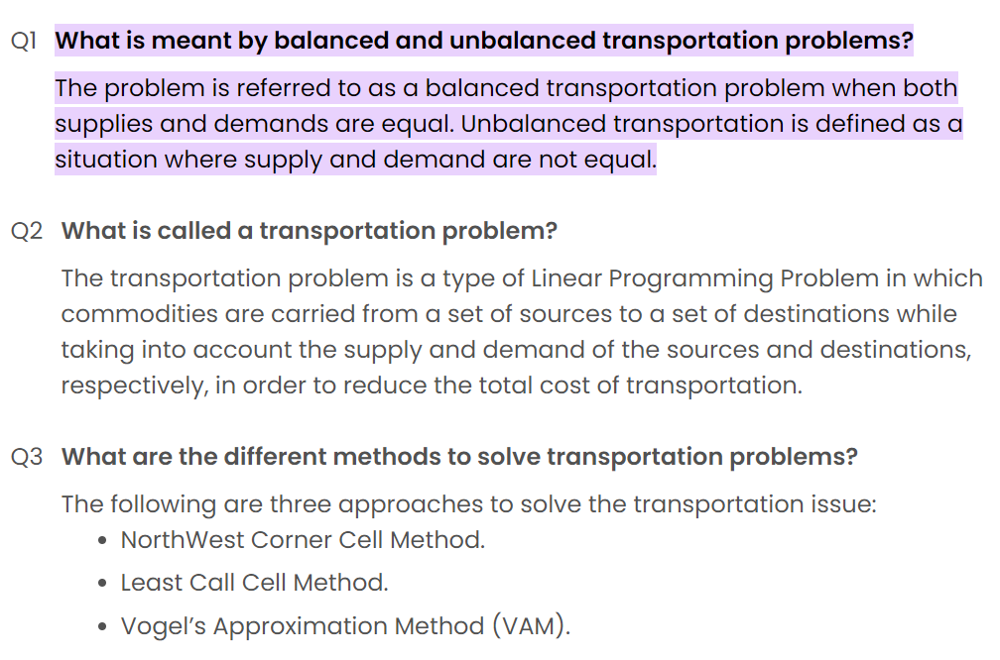 Q1 What is meant by balanced and unbalanced transportation problems?
The problem is referred to as a balanced transportation problem when both
supplies and demands are equal. Unbalanced transportation is defined as a
situation where supply and demand are not equal.
Q2 What is called a transportation problem?
The transportation problem is a type of Linear Programming Problem in which
commodities are carried from a set of sources to a set of destinations while
taking into account the supply and demand of the sources and destinations,
respectively, in order to reduce the total cost of transportation.
Q3 What are the different methods to solve transportation problems?
The following are three approaches to solve the transportation issue:
• NorthWest Corner Cell Method.
• Least Call Cell Method.
• Vogel’s Approximation Method (VAM).